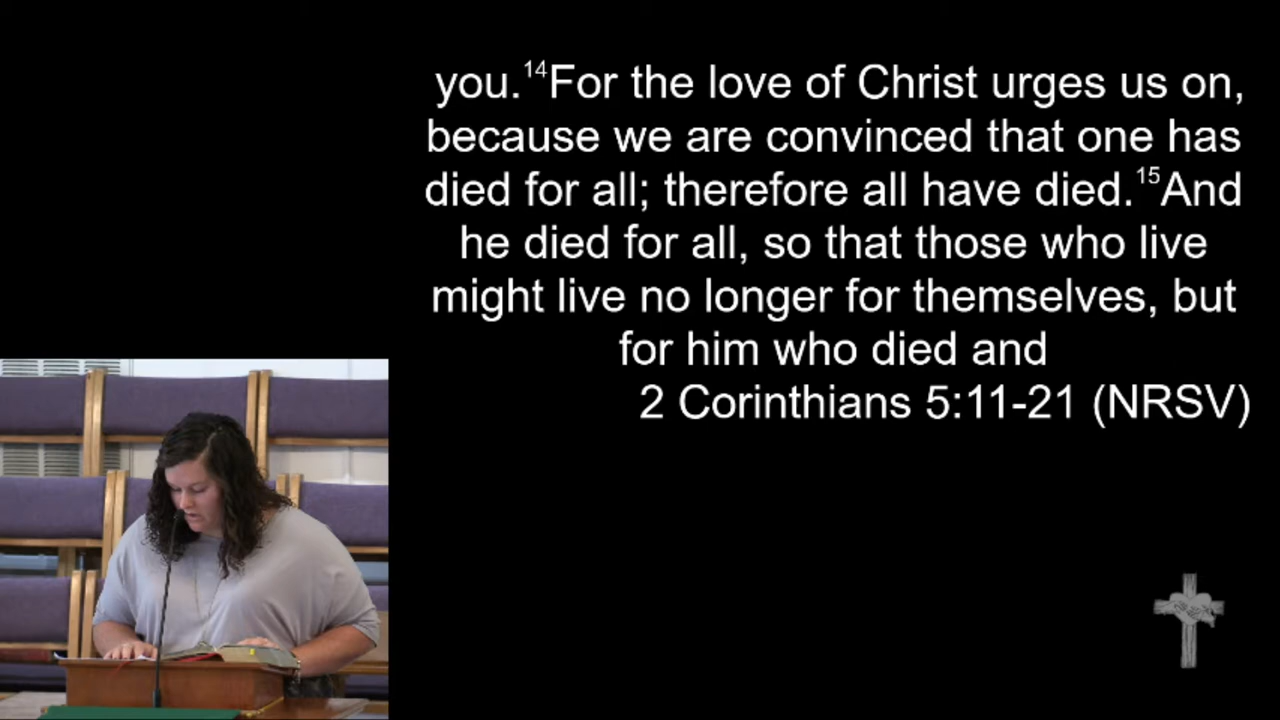 you.¹⁴For the love of Christ urges us on,
because we are convinced that one has
died for all; therefore all have died.¹⁵And
he died for all, so that those who live
might live no longer for themselves, but
for him who died and
2 Corinthians 5:11-21 (NRSV)